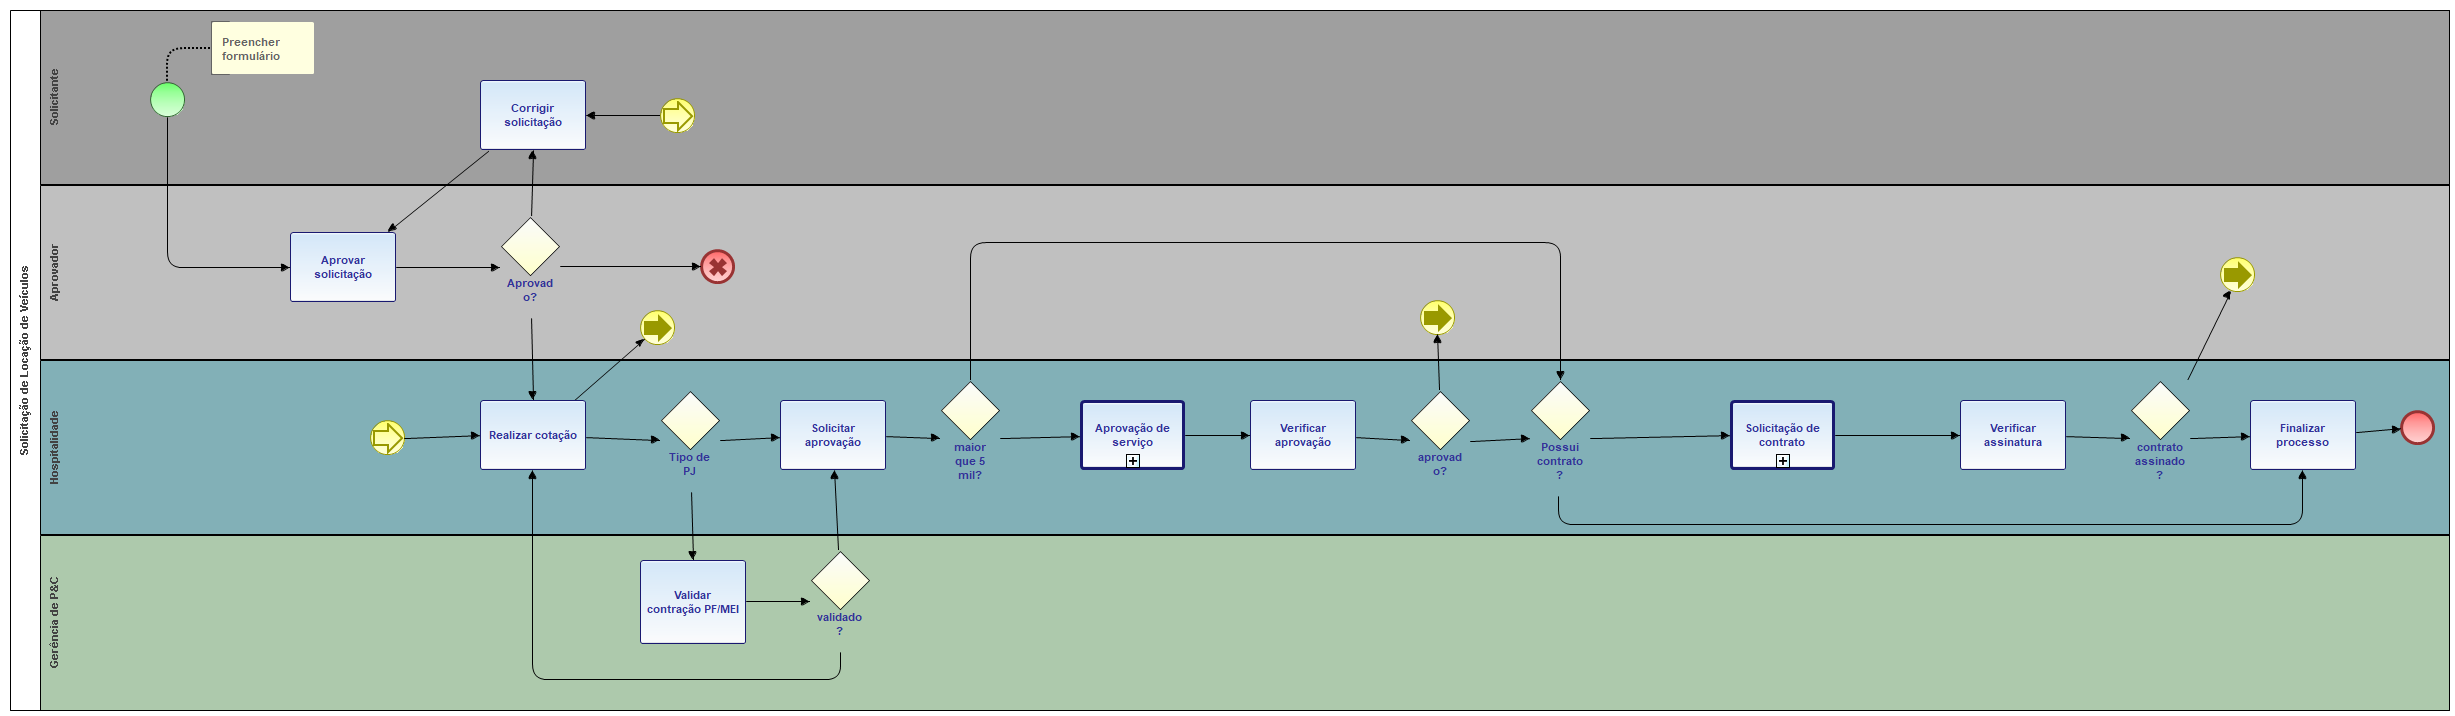 Solicitação de Locação de Veículos
Solicitante
Preencher
formulário
Corrigir
solicitação
Aprovador
Aprovar
solicitação
Aprovad
o?
Hospitalidade
Realizar cotação
Tipo de
PJ
Solicitar
aprovação
maior
que 5
mil?
Aprovação de
serviço
Verificar
aprovação
aprovad
o?
Possui
contrato
?
Solicitação de
contrato
Verificar
assinatura
contrato
assinado
?
Finalizar
processo
Gerência de P&C
Validar
contração PF/MEI
validado
?